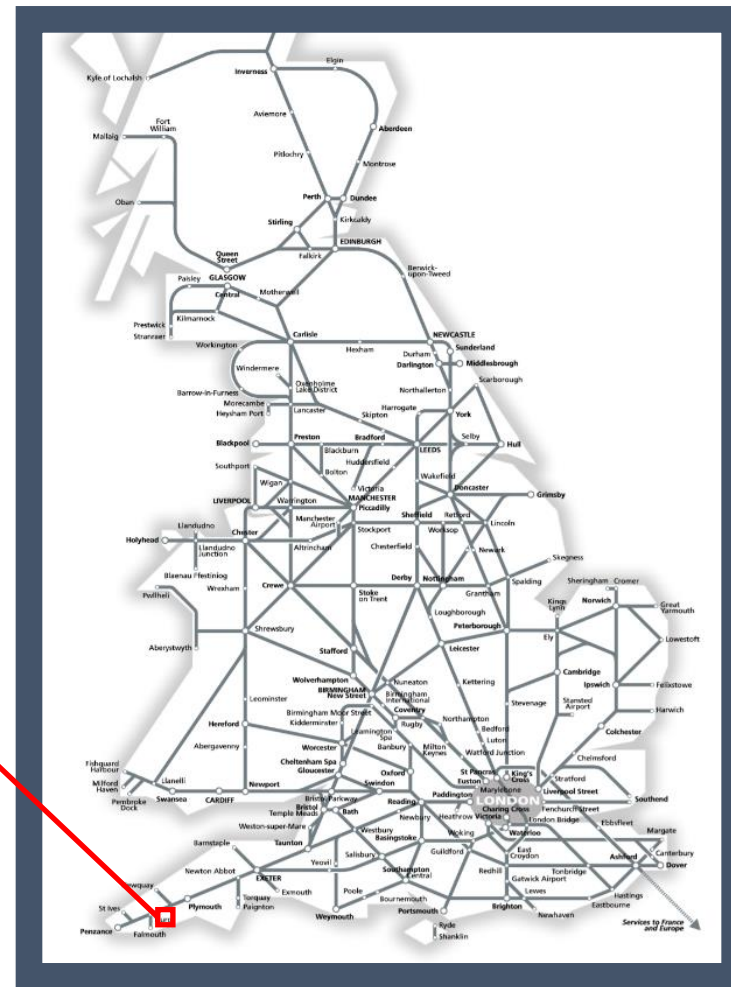 Elgin
Inverness
Kyle of Lochalsh
Aviemore
Fort
William
Aberdeen
Mallaig
Pitlochry
Montrose
Perth
Dundee
Oban
Stirling
Kirkcaldy
EDINBURGH
Queen
Street
Falkirk
Berwick-
upon-Tweed
Paisley
GLASGOW
Central
Motherwell
Prestwick
Kilmarnock
Stranraer
Carlisle
NEWCASTLE
Workington
Hexham
Sunderland
Durham
Darlington
Middlesbrough
Windermere
Scarborough
Oxenholme
Lake District
Northallerton
Barrow-in-Furness
Morecambe
Heysham Port
Lancaster
Harrogate
York
Skipton
Blackpool
Preston
Bradford
Selby
Hull
Blackburn
LEEDS
Southport
Huddersfield
Bolton
Wakefield
Wigan
Victoria
Doncaster
MANCHESTER
Grimsby
LIVERPOOL
Warrington
Piccadilly
Sheffield
Retford
Manchester
Airport
Stockport
Worksop
Lincoln
Llandudno
Chester
Holyhead
Llandudno
Junction
Altrincham
Chesterfield
Newark
Skegness
Blaenau Ffestiniog
Wrexham
Crewe
Derby
Nottingham
Spalding
Sheringham
Cromer
Pwllheli
Stoke
on Trent
Grantham
Kings
Lynn
Norwich
Great
Yarmouth
Loughborough
Shrewsbury
Peterborough
Ely
Lowestoft
Aberystwyth
Stafford
Leicester
Wolverhampton
Cambridge
BIRMINGHAM
New Street
Nuneaton
Kettering
Ipswich
Felixstowe
Birmingham
International
Leominster
Coventry
Stevenage
Stansted
Airport
Harwich
Birmingham Moor Street
Kidderminster
Rugby
Northampton
Hereford
Leamington
Spa
Bedford
Colchester
Abergavenny
Worcester
Banbury
Milton
Keynes
Luton
Watford Junction
Chelmsford
Fishguard
Harbour
Cheltenham Spa
Gloucester
Oxford
St Pancras
King's
Cross
Stratford
Milford
Haven
Llanelli
Newport
Swindon
Euston
Marylebone
Liverpool Street
Pembroke
Dock
Swansea
CARDIFF
Bristol Parkway
Reading
Paddington
LONDON
Southend
Bristol
Temple Meads
Bath
Newbury
Heathrow
Charing Cross
Fenchurch Street
Victoria
London Bridge
Ebbsfleet
Weston-super-Mare
Westbury
Basingstoke
Woking
Waterloo
Margate
Barnstaple
Taunton
Salisbury
Guildford
East
Croydon
Ashford
Canterbury
Newton Abbot
Yeovil
Southampton
Central
Redhill
Tonbridge
Dover
EXETER
Gatwick Airport
Exmouth
Poole
Lewes
Hastings
Torquay
Paignton
Bournemouth
Eastbourne
St Ives
Plymouth
Weymouth
Portsmouth
Brighton
Newhaven
Penzance
Falmouth
Ryde
Shanklin
Services to France
and Europe